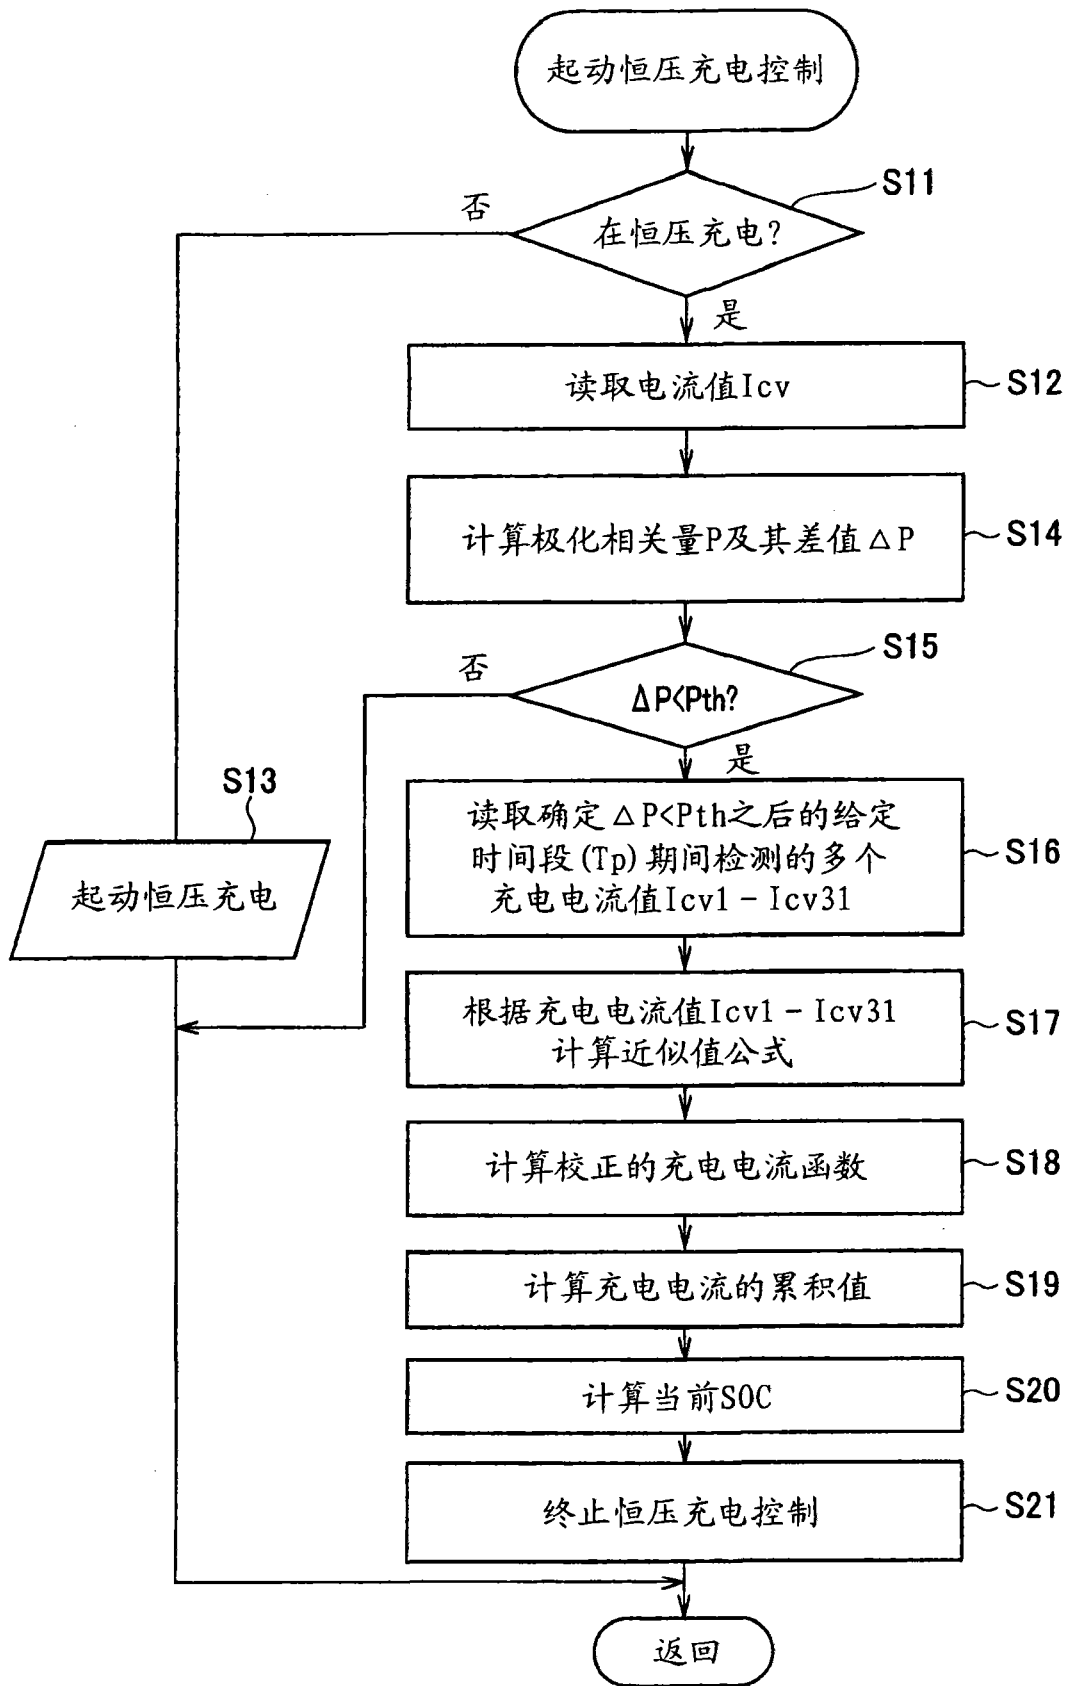 起动恒压充电控制
S11
否
在恒压充电?
是
读取电流值Icv
S12
计算极化相关量P及其差值△P
S14
S15
否
ΔP<Pth?
是
S13
起动恒压充电
读取确定△P<Pth之后的给定
时间段(Tp)期间检测的多个
充电电流值Icv1-Icv31
S16
根据充电电流值Icv1-Icv31
计算近似值公式
S17
计算校正的充电电流函数
S18
计算充电电流的累积值
S19
计算当前SOC
S20
终止恒压充电控制
S21
返回